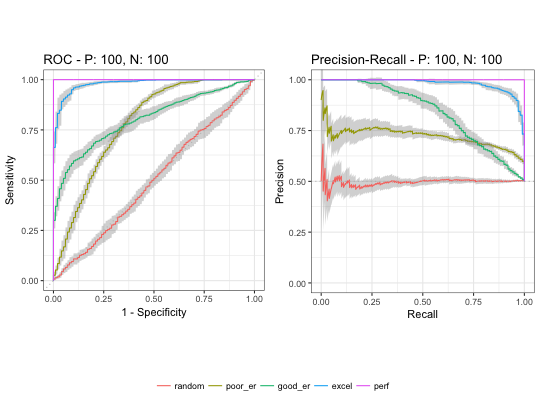 ROC - P: 100, N: 100
1.00
0.75
0.50
0.25
0.00
Sensitivity
0.00 0.25 0.50 0.75 1.00
1 - Specificity
Precision-Recall - P: 100, N: 100
1.00
0.75
0.50
0.25
0.00
Precision
0.00 0.25 0.50 0.75 1.00
Recall
random poor_er good_er excel perf